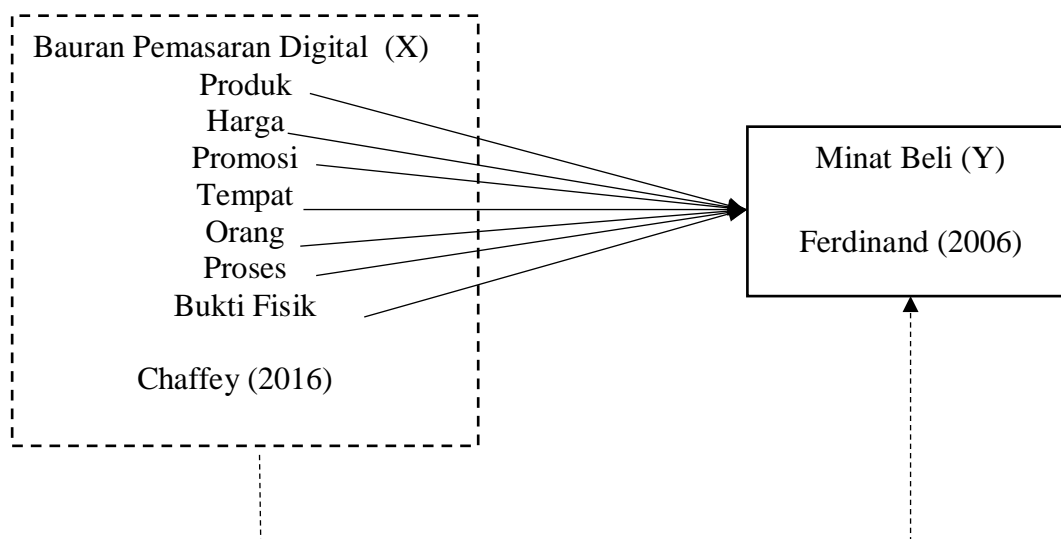 Bauran Pemasaran Digital (X)
Produk
Harga
Promosi
Tempat
Orang
Proses
Bukti Fisik
Chaffey (2016)
Minat Beli (Y)
Ferdinand (2006)